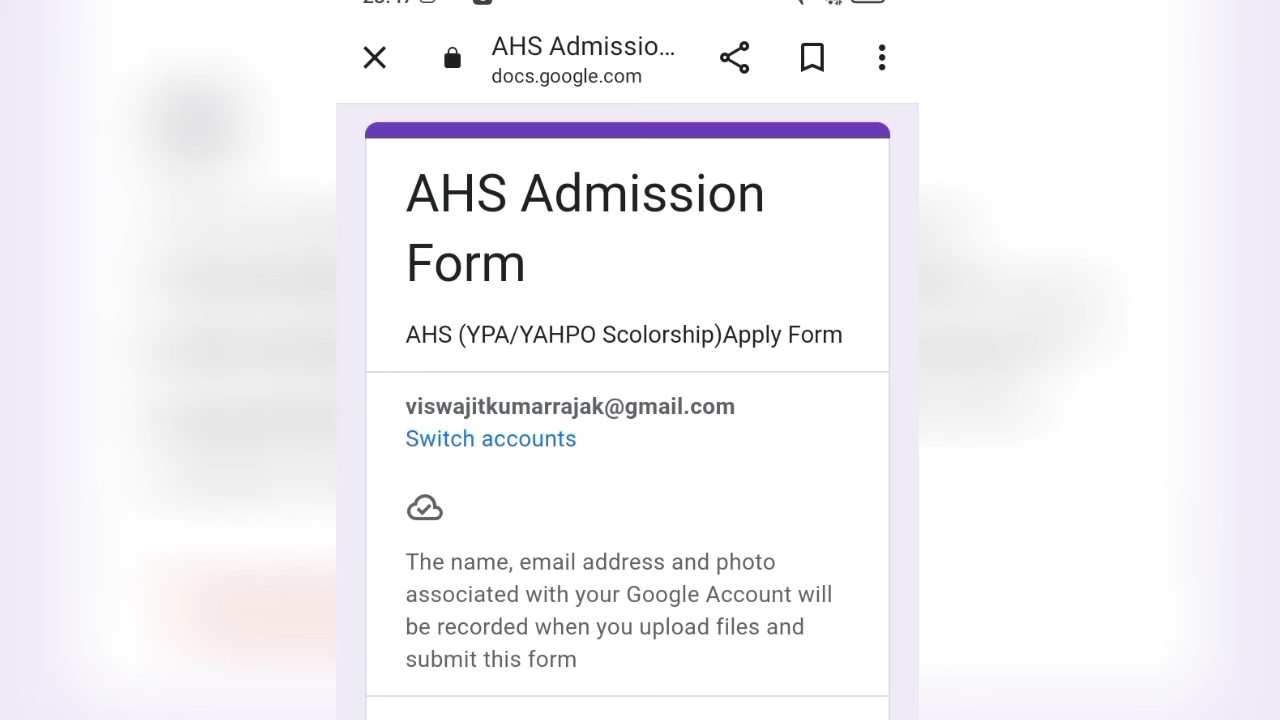 AHS Admissio...
docs.google.com
AHS Admission
Form
AHS (YPA/YAHPO Scolorship)Apply Form
viswajitkumarrajak@gmail.com
Switch accounts
The name, email address and photo
associated with your Google Account will
be recorded when you upload files and
submit this form